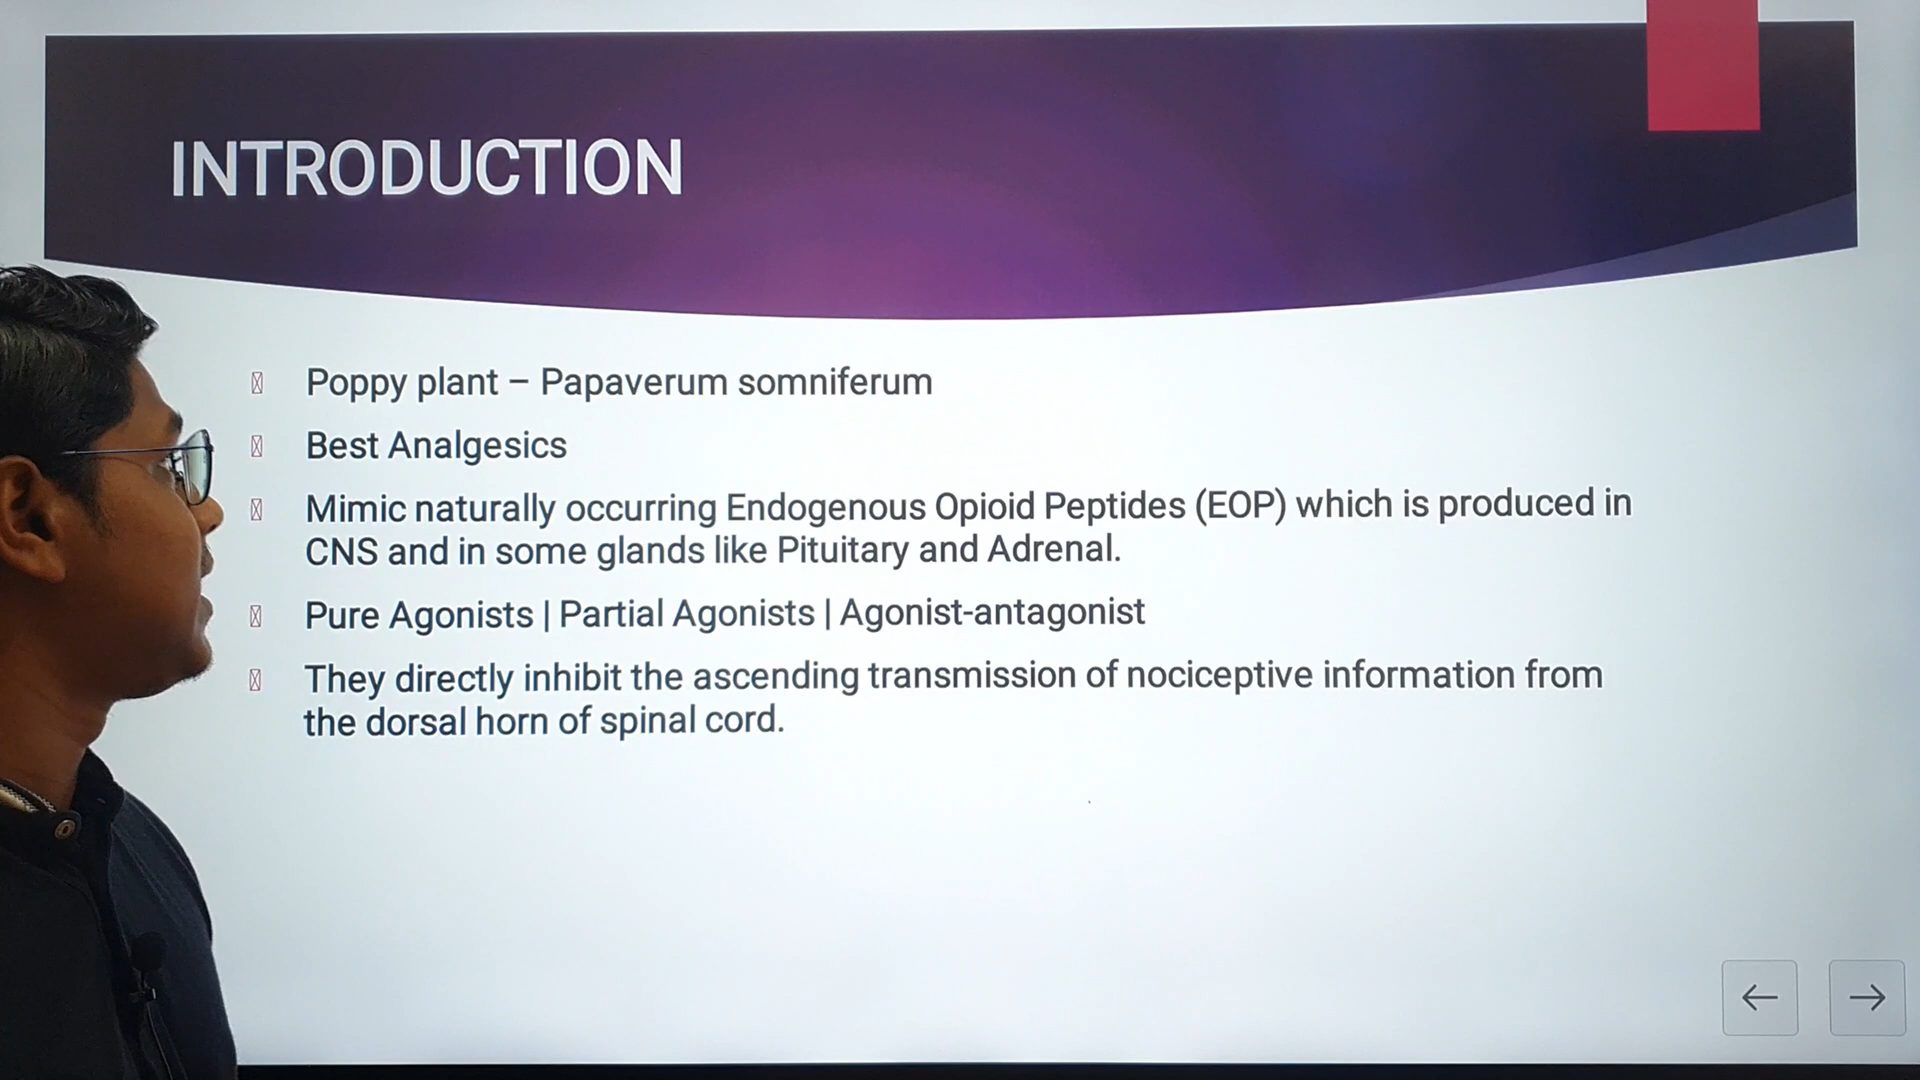 INTRODUCTION
Poppy plant – Papaverum somniferum
Best Analgesics
Mimic naturally occurring Endogenous Opioid Peptides (EOP) which is produced in
CNS and in some glands like Pituitary and Adrenal.
Pure Agonists | Partial Agonists | Agonist-antagonist
They directly inhibit the ascending transmission of nociceptive information from
the dorsal horn of spinal cord.